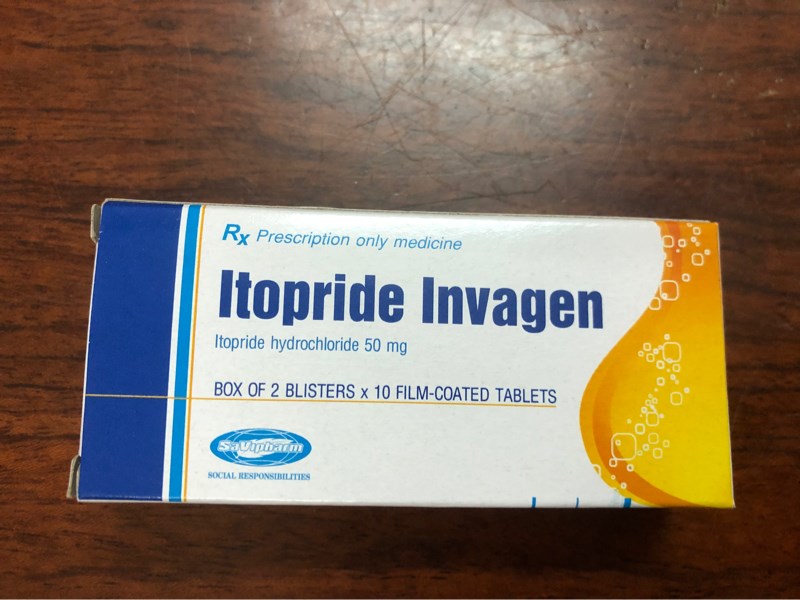 Rx Prescription only medicine
Itopride Invagen
Itopride hydrochloride 50 mg
BOX OF 2 BLISTERS x 10 FILM-COATED TABLETS
SaVipharm
SOCIAL RESPONSIBILITIES